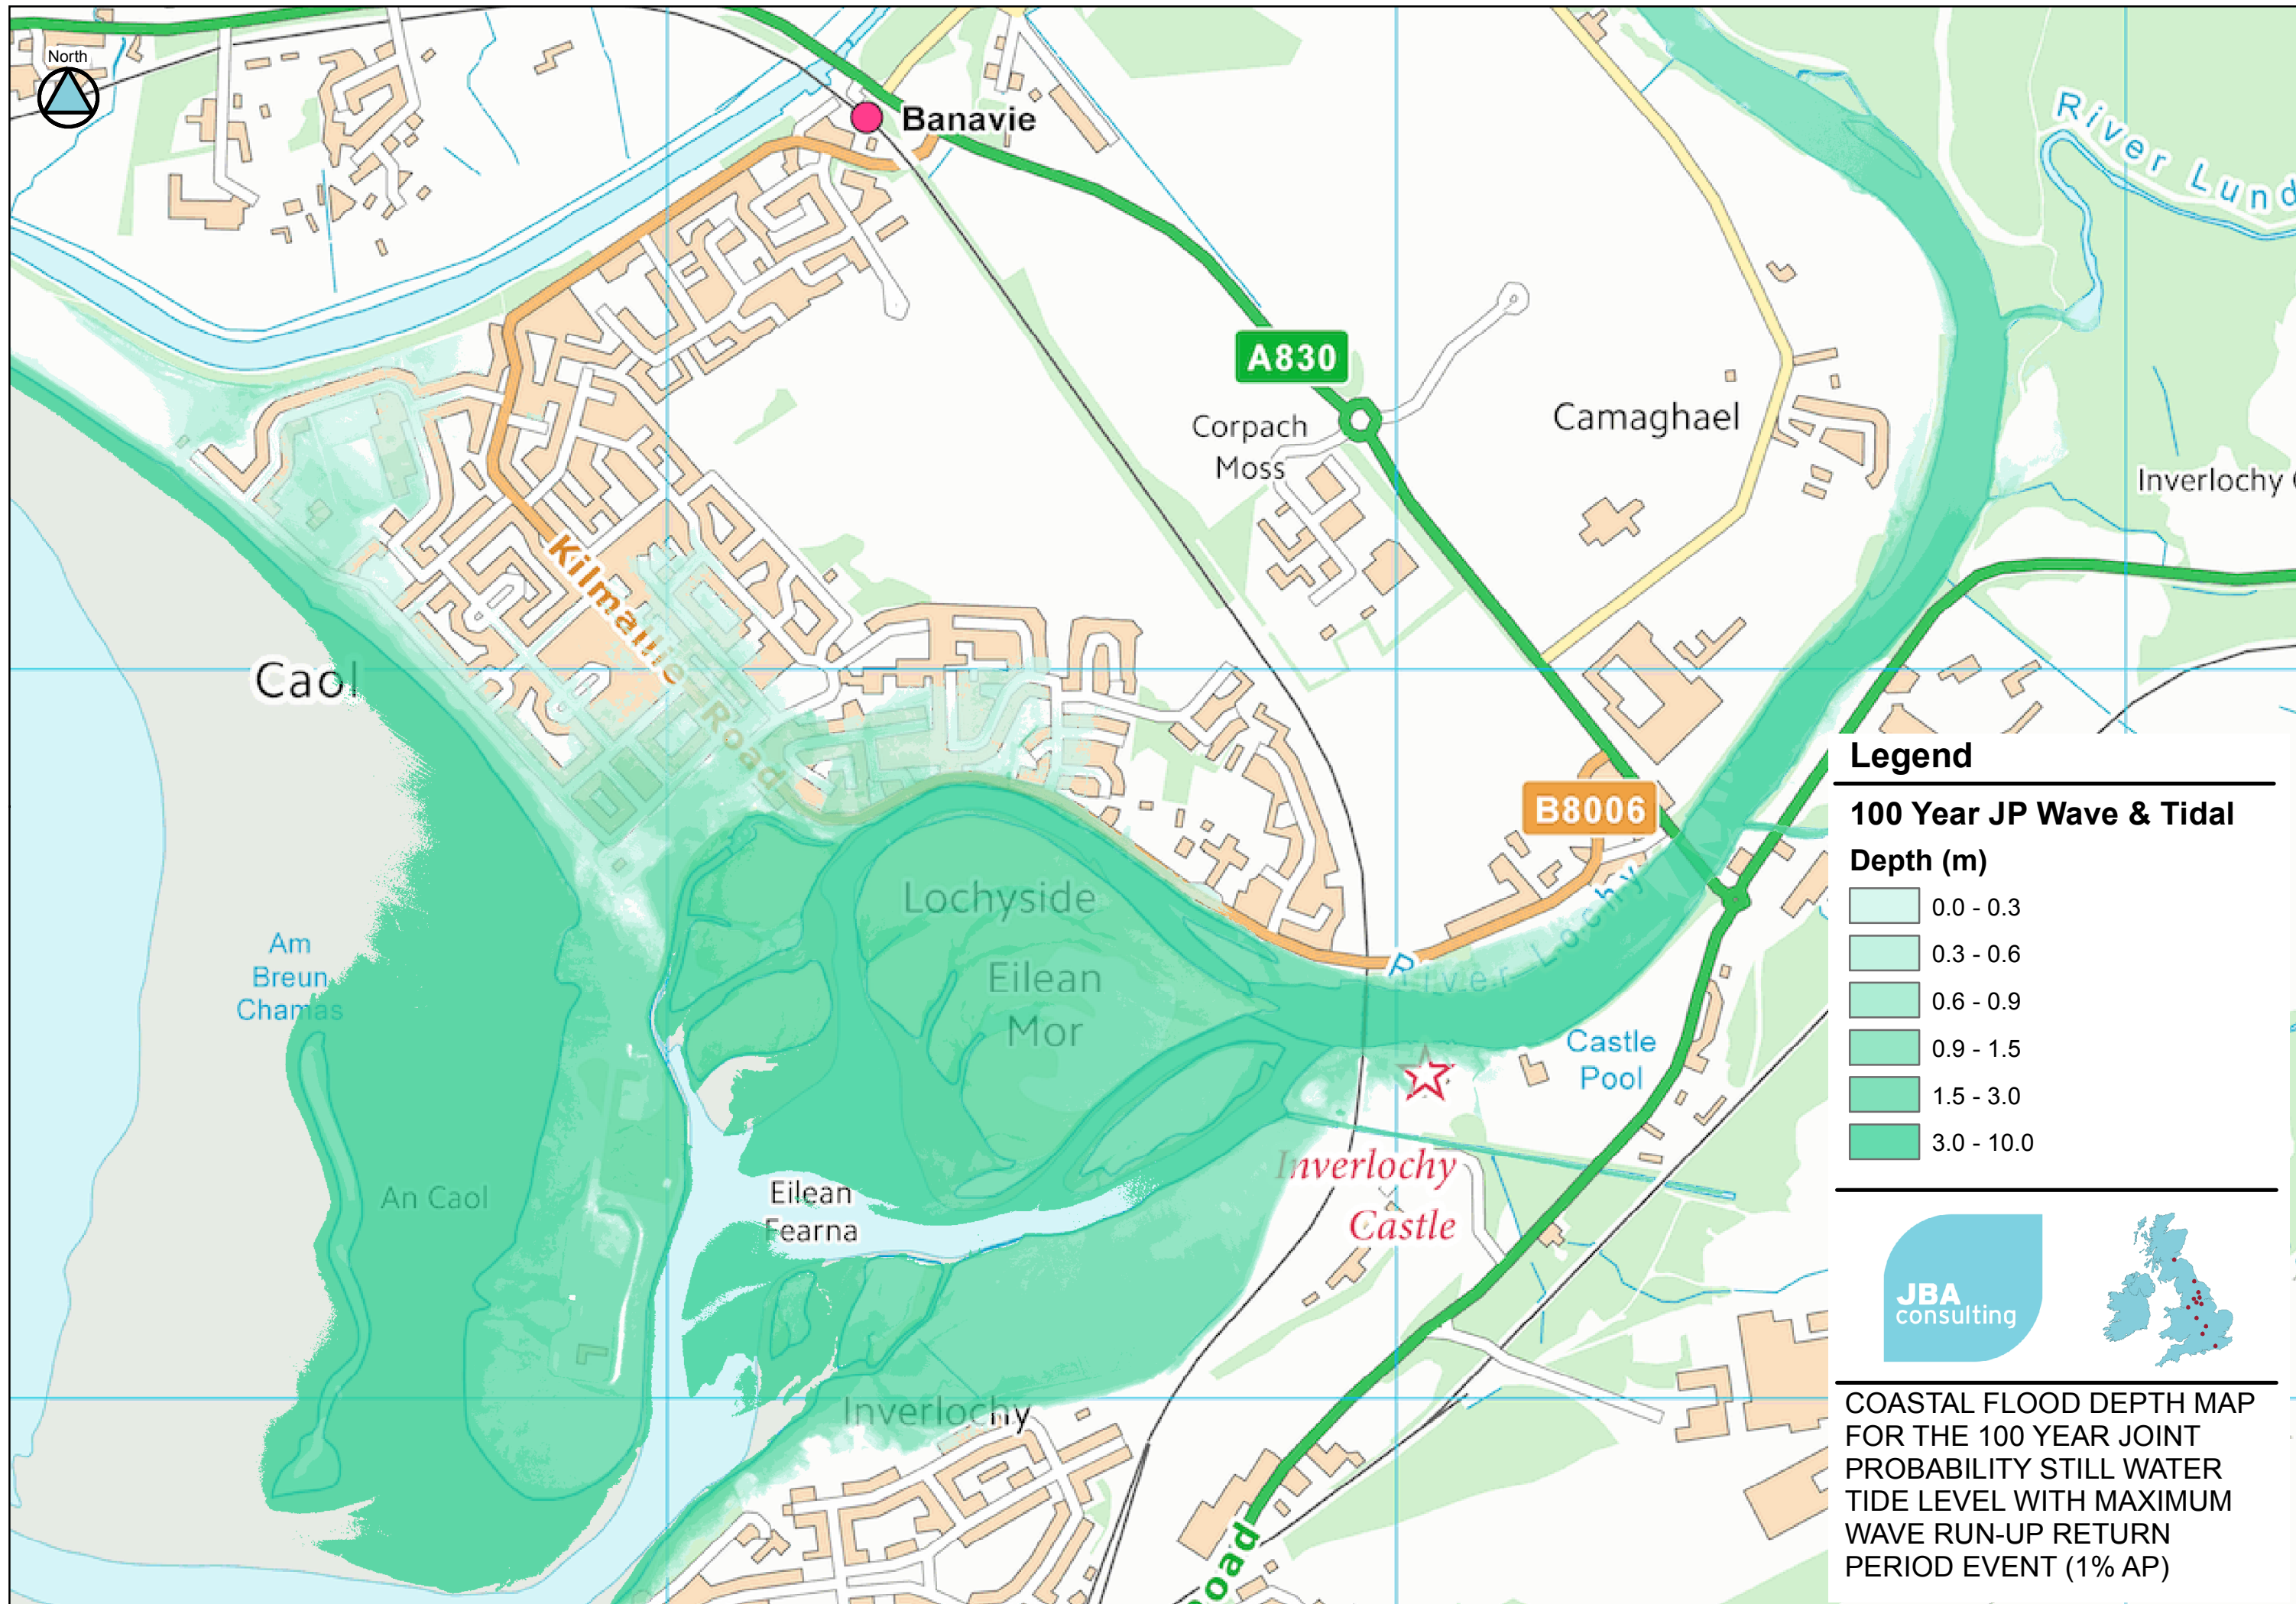 North
Banavie
River Lund
A830
Corpach
Moss
Camaghael
Inverlochy
Kilmallie Road
Caol
B8006
River Lochy
Lochyside
Eilean
Mor
Am
Breun
Chamas
Castle
Pool
An Caol
Eilean
Fearna
Inverlochy
Castle
Inverlochy
Road
Legend
100 Year JP Wave & Tidal
Depth (m)
0.0 - 0.3
0.3 - 0.6
0.6 - 0.9
0.9 - 1.5
1.5 - 3.0
3.0 - 10.0
JBA
consulting
COASTAL FLOOD DEPTH MAP
FOR THE 100 YEAR JOINT
PROBABILITY STILL WATER
TIDE LEVEL WITH MAXIMUM
WAVE RUN-UP RETURN
PERIOD EVENT (1% AP)